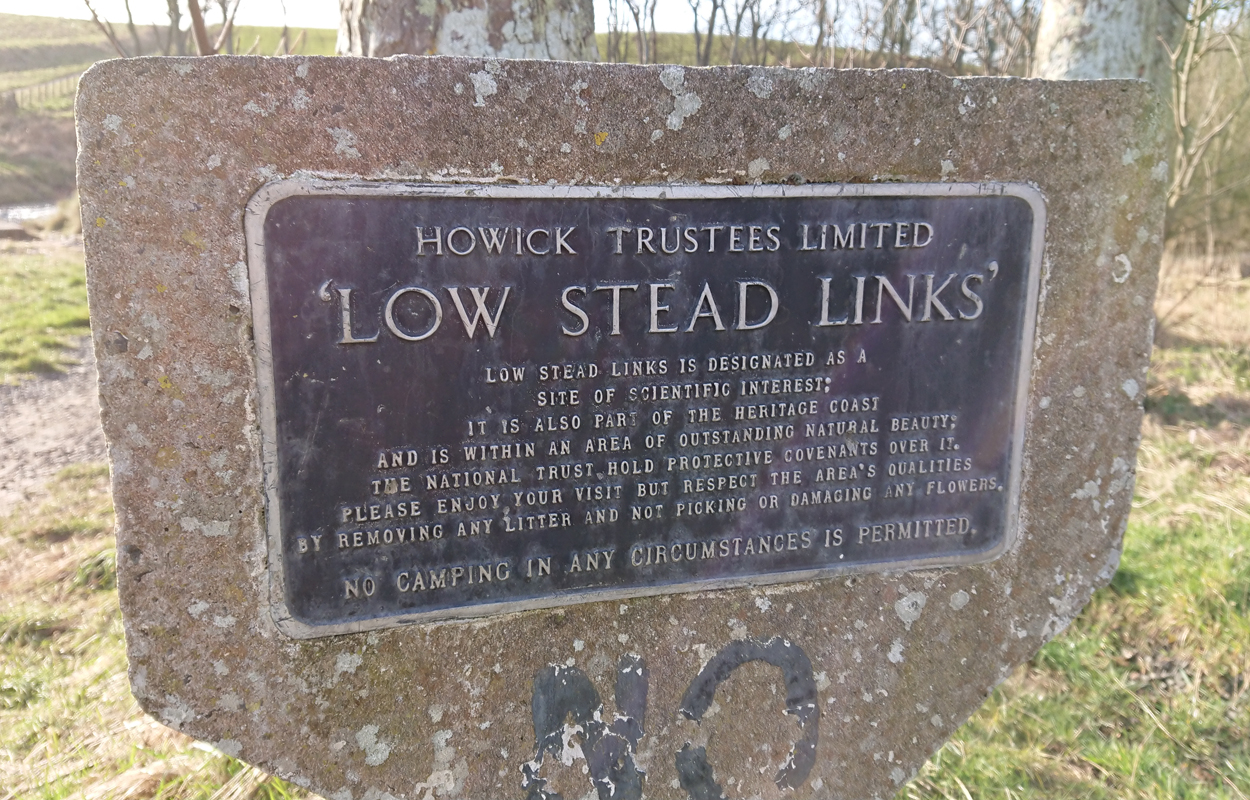 HOWICK TRUSTEES LIMITED
'LOW STEAD LINKS'
LOW STEAD LINKS IS DESIGNATED AS A
SITE OF SCIENTIFIC INTEREST;
IT IS ALSO PART OF THE HERITAGE COAST
AND IS WITHIN AN AREA OF OUTSTANDING NATURAL BEAUTY;
THE NATIONAL TRUST HOLD PROTECTIVE COVENANTS OVER IT.
PLEASE ENJOY YOUR VISIT BUT RESPECT THE AREA'S QUALITIES
BY REMOVING ANY LITTER AND NOT PICKING OR DAMAGING ANY FLOWERS.
NO CAMPING IN ANY CIRCUMSTANCES IS PERMITTED.
NO